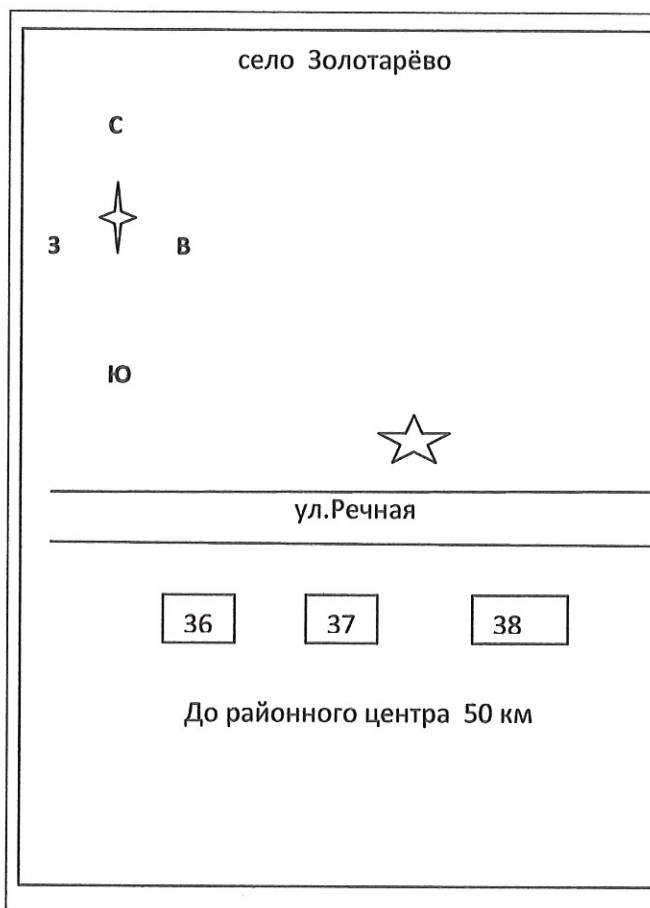 село Золотарёво
С
З В
Ю
ул.Речная
36 37 38
До районного центра 50 км